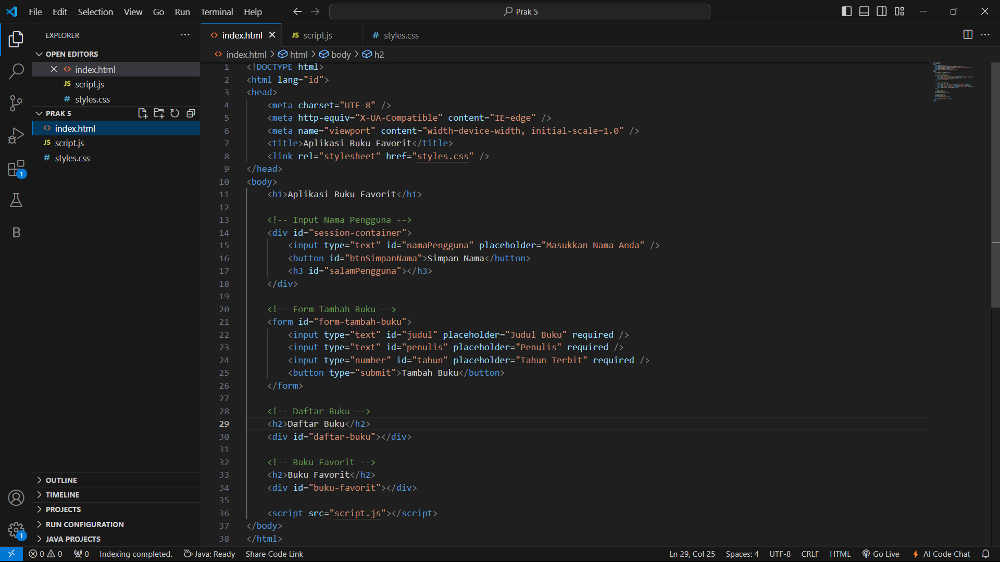 File Edit Selection View Go Run Terminal Help
Prak 5
EXPLORER
OPEN EDITORS
index.html
script.js
styles.css
PRAK 5
index.html
script.js
styles.css
OUTLINE
TIMELINE
PROJECTS
RUN CONFIGURATION
JAVA PROJECTS
1
B
1
index.html JS script.js # styles.css
index.html > html > body > h2
1 <!DOCTYPE html>
2 <html lang="id">
3 <head>
4 <meta charset="UTF-8" />
5 <meta http-equiv="X-UA-Compatible" content="IE=edge" />
6 <meta name="viewport" content="width=device-width, initial-scale=1.0" />
7 <title>Aplikasi Buku Favorit</title>
8 <link rel="stylesheet" href="styles.css" />
9 </head>
10 <body>
11 <h1>Aplikasi Buku Favorit</h1>
12
13 <!-- Input Nama Pengguna -->
14 <div id="session-container">
15 <input type="text" id="namaPengguna" placeholder="Masukkan Nama Anda" />
16 <button id="btnSimpanNama">Simpan Nama</button>
17 <h3 id="salamPengguna"></h3>
18 </div>
19
20 <!-- Form Tambah Buku -->
21 <form id="form-tambah-buku">
22 <input type="text" id="judul" placeholder="Judul Buku" required />
23 <input type="text" id="penulis" placeholder="Penulis" required />
24 <input type="number" id="tahun" placeholder="Tahun Terbit" required />
25 <button type="submit">Tambah Buku</button>
26 </form>
27
28 <!-- Daftar Buku -->
29 <h2>Daftar Buku</h2>
30 <div id="daftar-buku"></div>
31
32 <!-- Buku Favorit -->
33 <h2>Buku Favorit</h2>
34 <div id="buku-favorit"></div>
35
36 <script src="script.js"></script>
37 </body>
38 </html>
0 0 0 Indexing completed. Java: Ready Share Code Link Ln 29, Col 25 Spaces: 4 UTF-8 CRLF HTML Go Live AI Code Chat